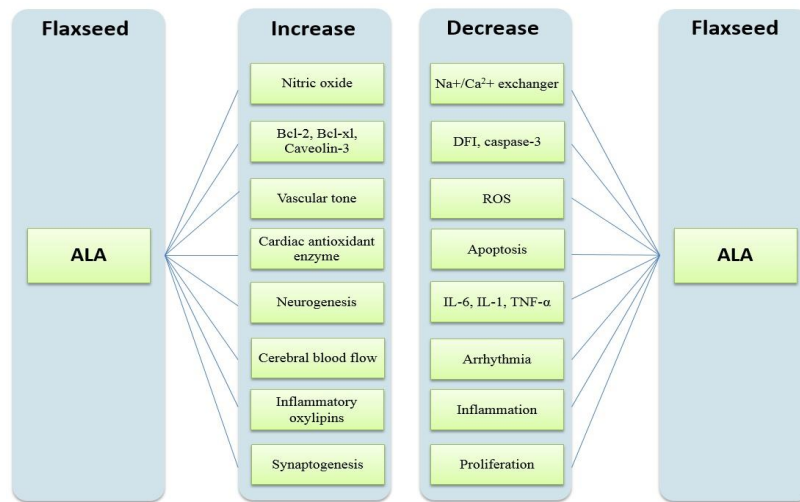 Flaxseed
ALA
Increase
Nitric oxide
Bcl-2, Bcl-xl,
Caveolin-3
Vascular tone
Cardiac antioxidant
enzyme
Neurogenesis
Cerebral blood flow
Inflammatory
oxylipins
Synaptogenesis
Decrease
Na+/Ca²+ exchanger
DFI, caspase-3
ROS
Apoptosis
IL-6, IL-1, TNF-α
Arrhythmia
Inflammation
Proliferation
Flaxseed
ALA